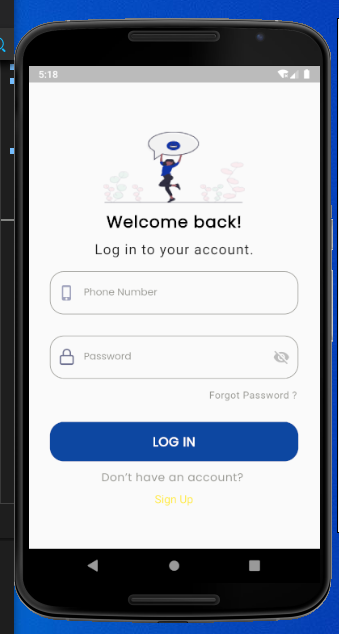 5:18
Welcome back!
Log in to your account.
Phone Number
Password
Forgot Password ?
LOG IN
Don't have an account?
Sign Up